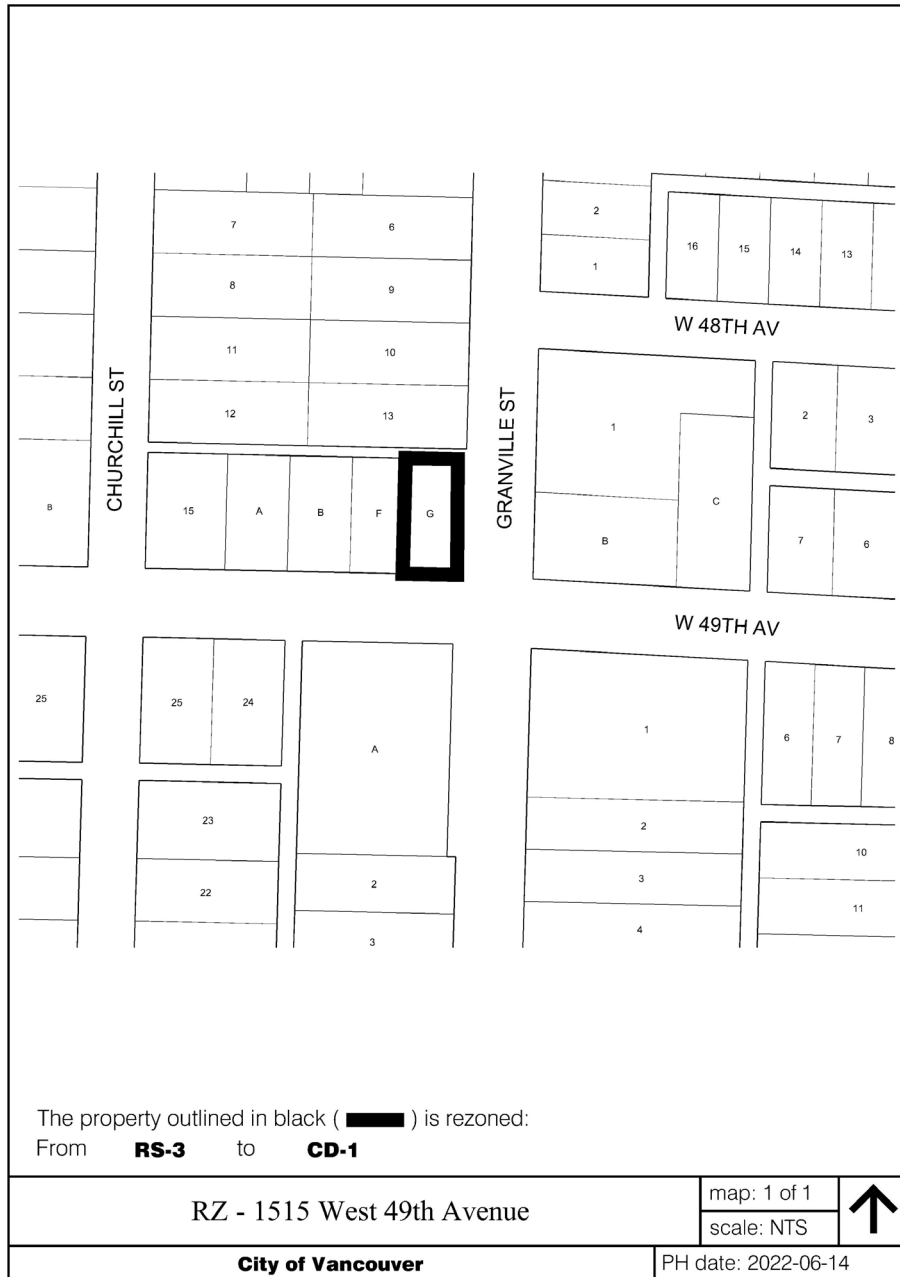 7
6
2
16
15
14
13
1
8
9
W 48TH AV
11
10
CHURCHILL ST
GRANVILLE ST
12
13
1
2
3
B
15
A
B
F
G
C
B
7
6
W 49TH AV
25
25
24
A
1
6
7
8
23
2
10
22
2
3
11
3
4
The property outlined in black ( ) is rezoned:
From RS-3 to CD-1
RZ - 1515 West 49th Avenue
map: 1 of 1
scale: NTS
City of Vancouver
PH date: 2022-06-14